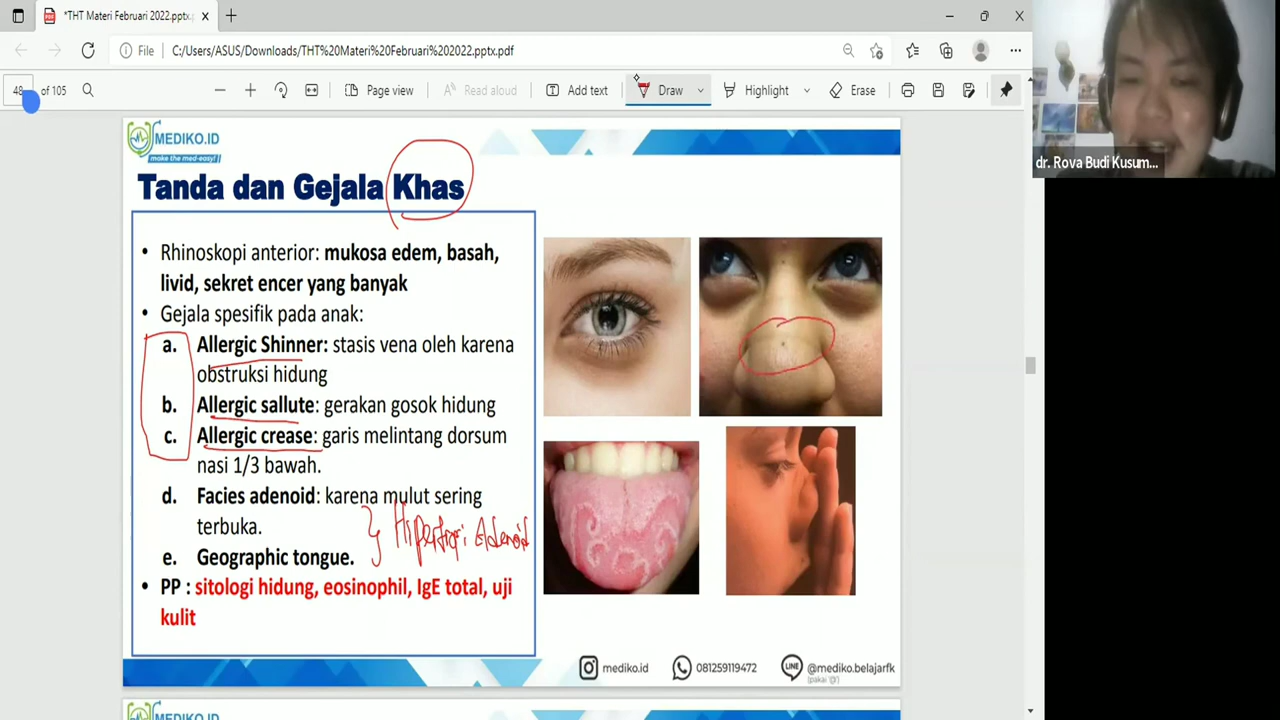 *THT Materi Februari 2022.pptx.p
File
C:/Users/ASUS/Downloads/THT%20Materi%20Februari%202022.pptx.pdf
48 of 105
Page view
Read aloud
Add text
Draw
Highlight
Erase
dr. Rova Budi Kusum...
MEDIKO.ID
make the med-easy!
Tanda dan Gejala Khas
• Rhinoskopi anterior: mukosa edem, basah,
livid, sekret encer yang banyak
• Gejala spesifik pada anak:
a. Allergic Shinner: stasis vena oleh karena
obstruksi hidung
b. Allergic sallute: gerakan gosok hidung
c. Allergic crease: garis melintang dorsum
nasi 1/3 bawah.
d. Facies adenoid: karena mulut sering
terbuka.
Hipertropi Adenoid
e. Geographic tongue.
• PP : sitologi hidung, eosinophil, IgE total, uji
kulit
mediko.id
081259119472
LINE
@mediko.belajarfk
(pakai '@')
MEDIKO.ID